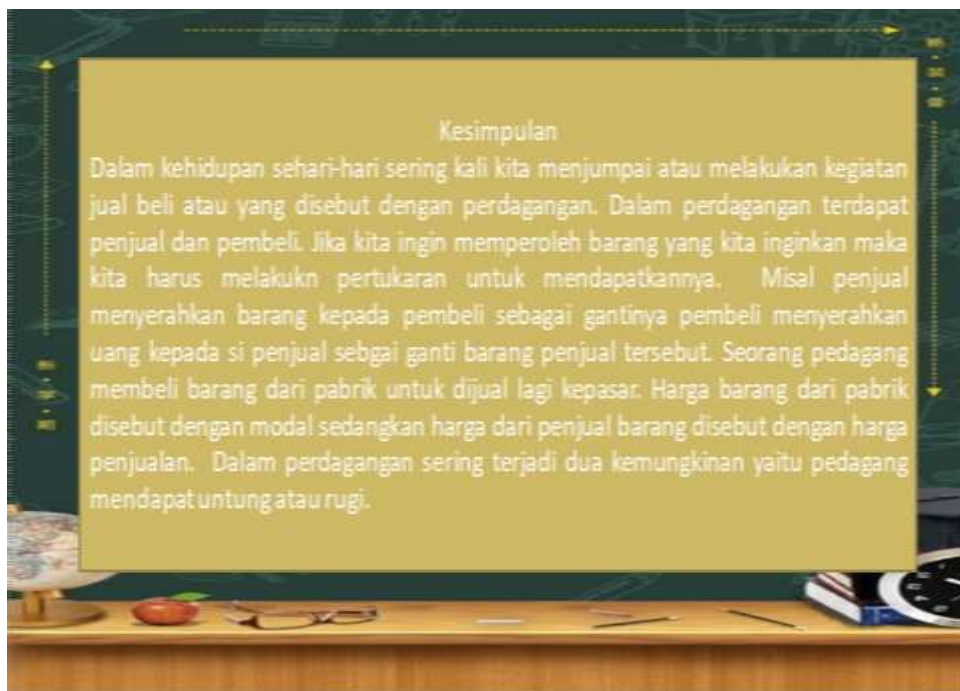 Kesimpulan
Dalam kehidupan sehari-hari sering kali kita menjumpai atau melakukan kegiatan
jual beli atau yang disebut dengan perdagangan. Dalam perdagangan terdapat
penjual dan pembeli. Jika kita ingin memperoleh barang yang kita inginkan maka
kita harus melakukn pertukaran untuk mendapatkannya. Misal penjual
menyerahkan barang kepada pembeli sebagai gantinya pembeli menyerahkan
uang kepada si penjual sebgai ganti barang penjual tersebut. Seorang pedagang
membeli barang dari pabrik untuk dijual lagi kepasar. Harga barang dari pabrik
disebut dengan modal sedangkan harga dari penjual barang disebut dengan harga
penjualan. Dalam perdagangan sering terjadi dua kemungkinan yaitu pedagang
mendapat untung atau rugi.